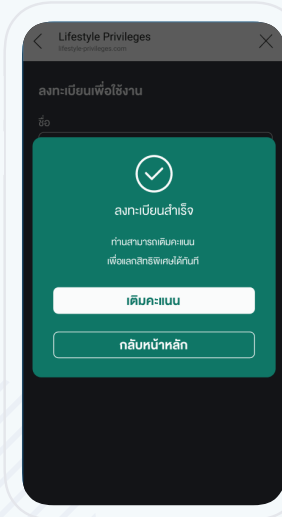 Lifestyle Privileges
lifestyle-privileges.com
ลงทะเบียนเพื่อใช้งาน
ชื่อ
ลงทะเบียนสำเร็จ
ท่านสามารถเติมคะแนน
เพื่อแลกสิทธิพิเศษได้ทันที
เติมคะแนน
กลับหน้าหลัก